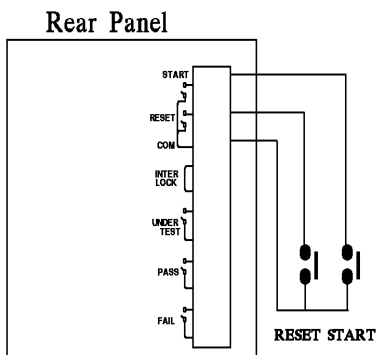 Rear Panel
START
RESET
COM
INTER
LOCK
UNDER
TEST
PASS
FAIL
RESET START